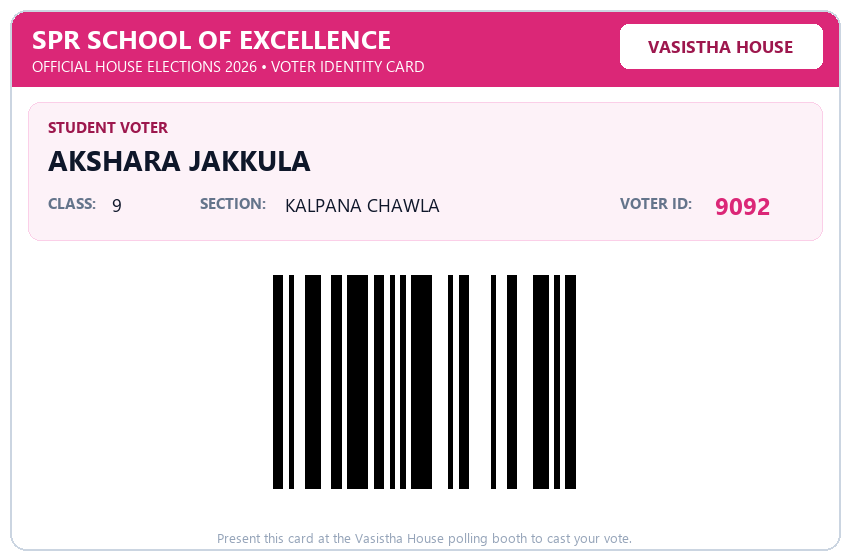 SPR SCHOOL OF EXCELLENCE
OFFICIAL HOUSE ELECTIONS 2026 • VOTER IDENTITY CARD
VASISTHA HOUSE
STUDENT VOTER
AKSHARA JAKKULA
CLASS: 9 SECTION: KALPANA CHAWLA VOTER ID: 9092
Present this card at the Vasistha House polling booth to cast your vote.